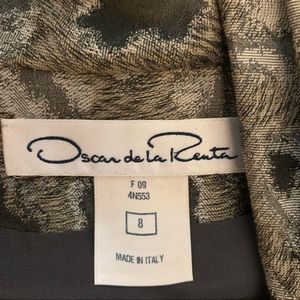 Oscar de la Renta
F 09
4N553
8
MADE IN ITALY